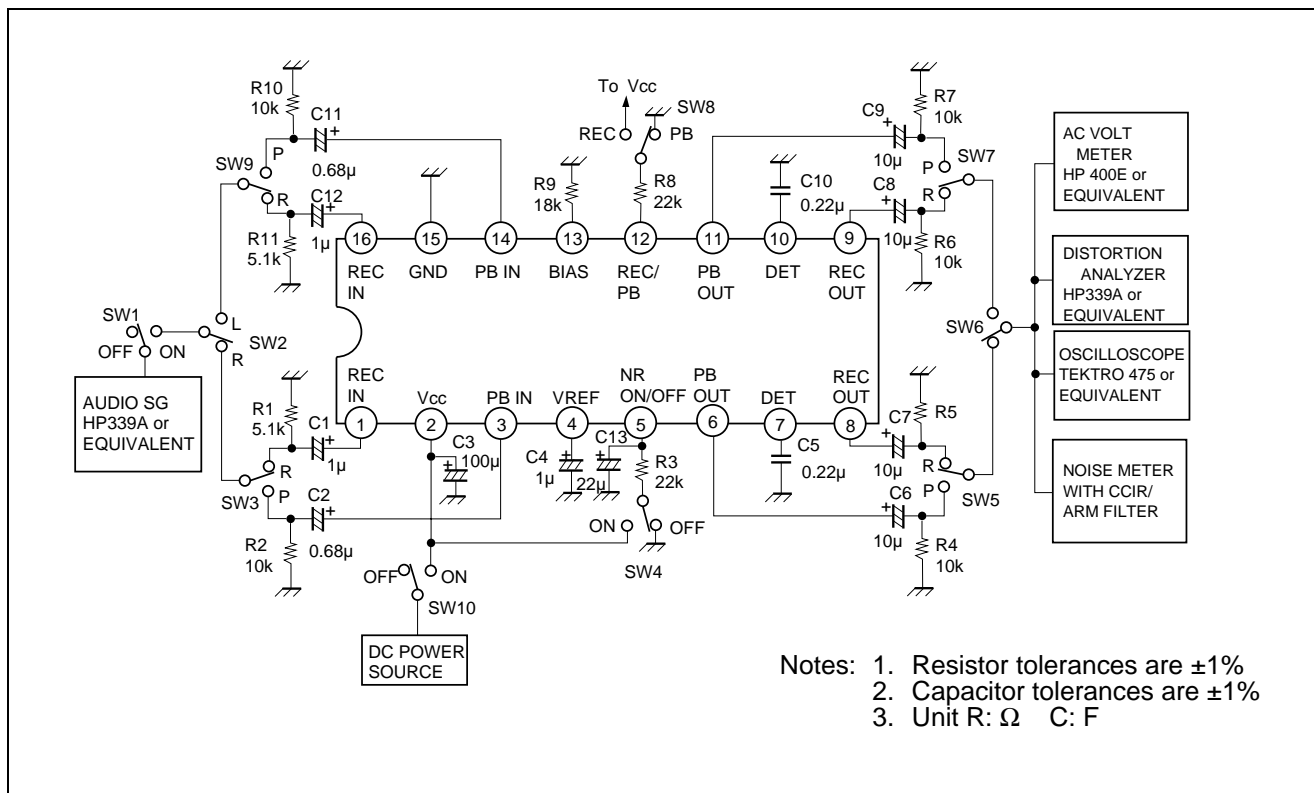 To Vcc
SW8
REC
PB
R10
10k
C11
+
0.68µ
P
SW9
R
C12
+
1µ
R11
5.1k
R9
18k
R8
22k
C10
0.22µ
C9
+
10µ
R7
10k
P
SW7
R
C8
+
10µ
R6
10k
16
15
14
13
12
11
10
9
REC
IN
GND
PB IN
BIAS
REC/
PB
PB
OUT
DET
REC
OUT
AC VOLT
METER
HP 400E or
EQUIVALENT
DISTORTION
ANALYZER
HP339A or
EQUIVALENT
OSCILLOSCOPE
TEKTRO 475 or
EQUIVALENT
NOISE METER
WITH CCIR/
ARM FILTER
SW1
OFF
ON
L
SW2
R
SW6
AUDIO SG
HP339A or
EQUIVALENT
REC
IN
Vcc
PB IN
VREF
NR
ON/OFF
PB
OUT
DET
REC
OUT
1
2
3
4
5
6
7
8
R1
5.1k
C1
+
1µ
R
SW3
P
C2
+
0.68µ
R2
10k
C3
100µ
+
C4
1µ
+
C13
22µ
+
R3
22k
ON
OFF
SW4
C5
0.22µ
C7
+
10µ
R5
R
P
SW5
C6
+
10µ
R4
10k
OFF
ON
SW10
DC POWER
SOURCE
Notes: 1. Resistor tolerances are ±1%
2. Capacitor tolerances are ±1%
3. Unit R: Ω C: F